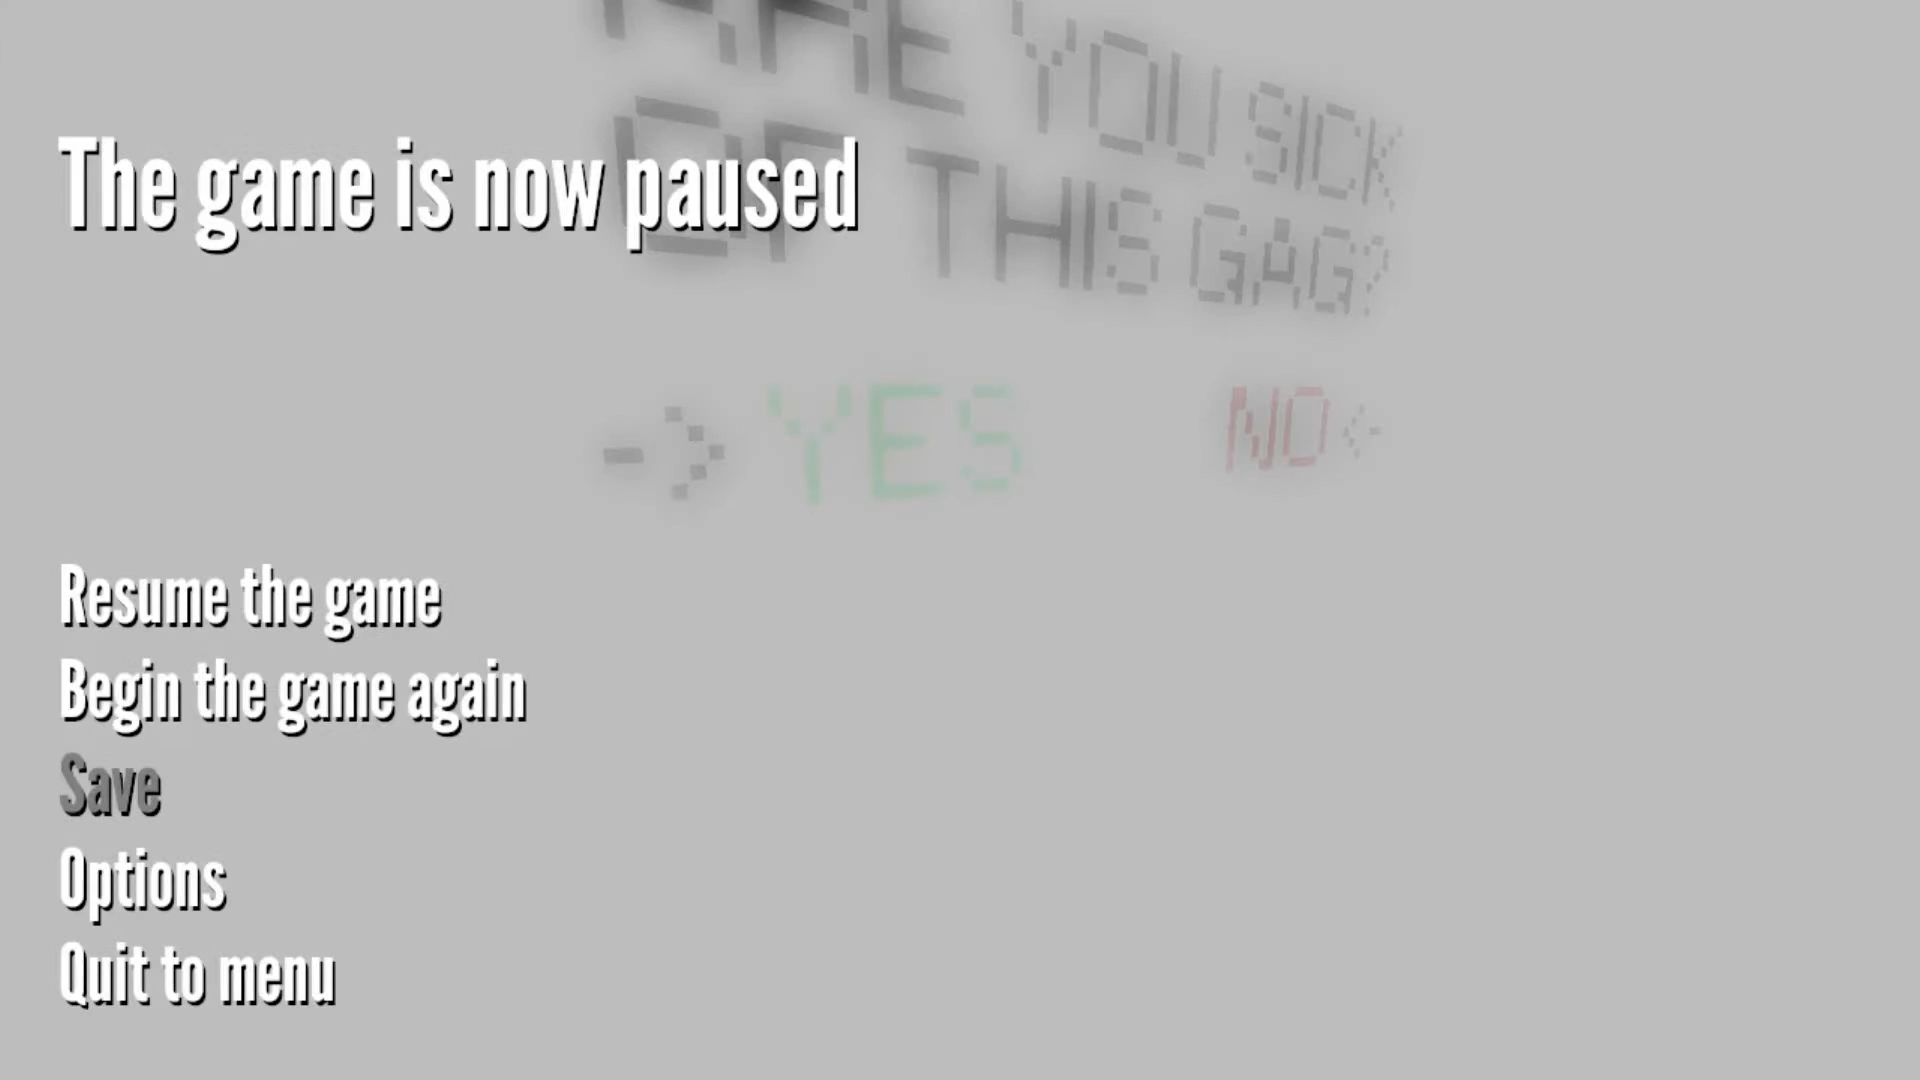 ARE YOU SICK
OF THIS GAG?
The game is now paused
-> YES
NO <-
Resume the game
Begin the game again
Save
Options
Quit to menu